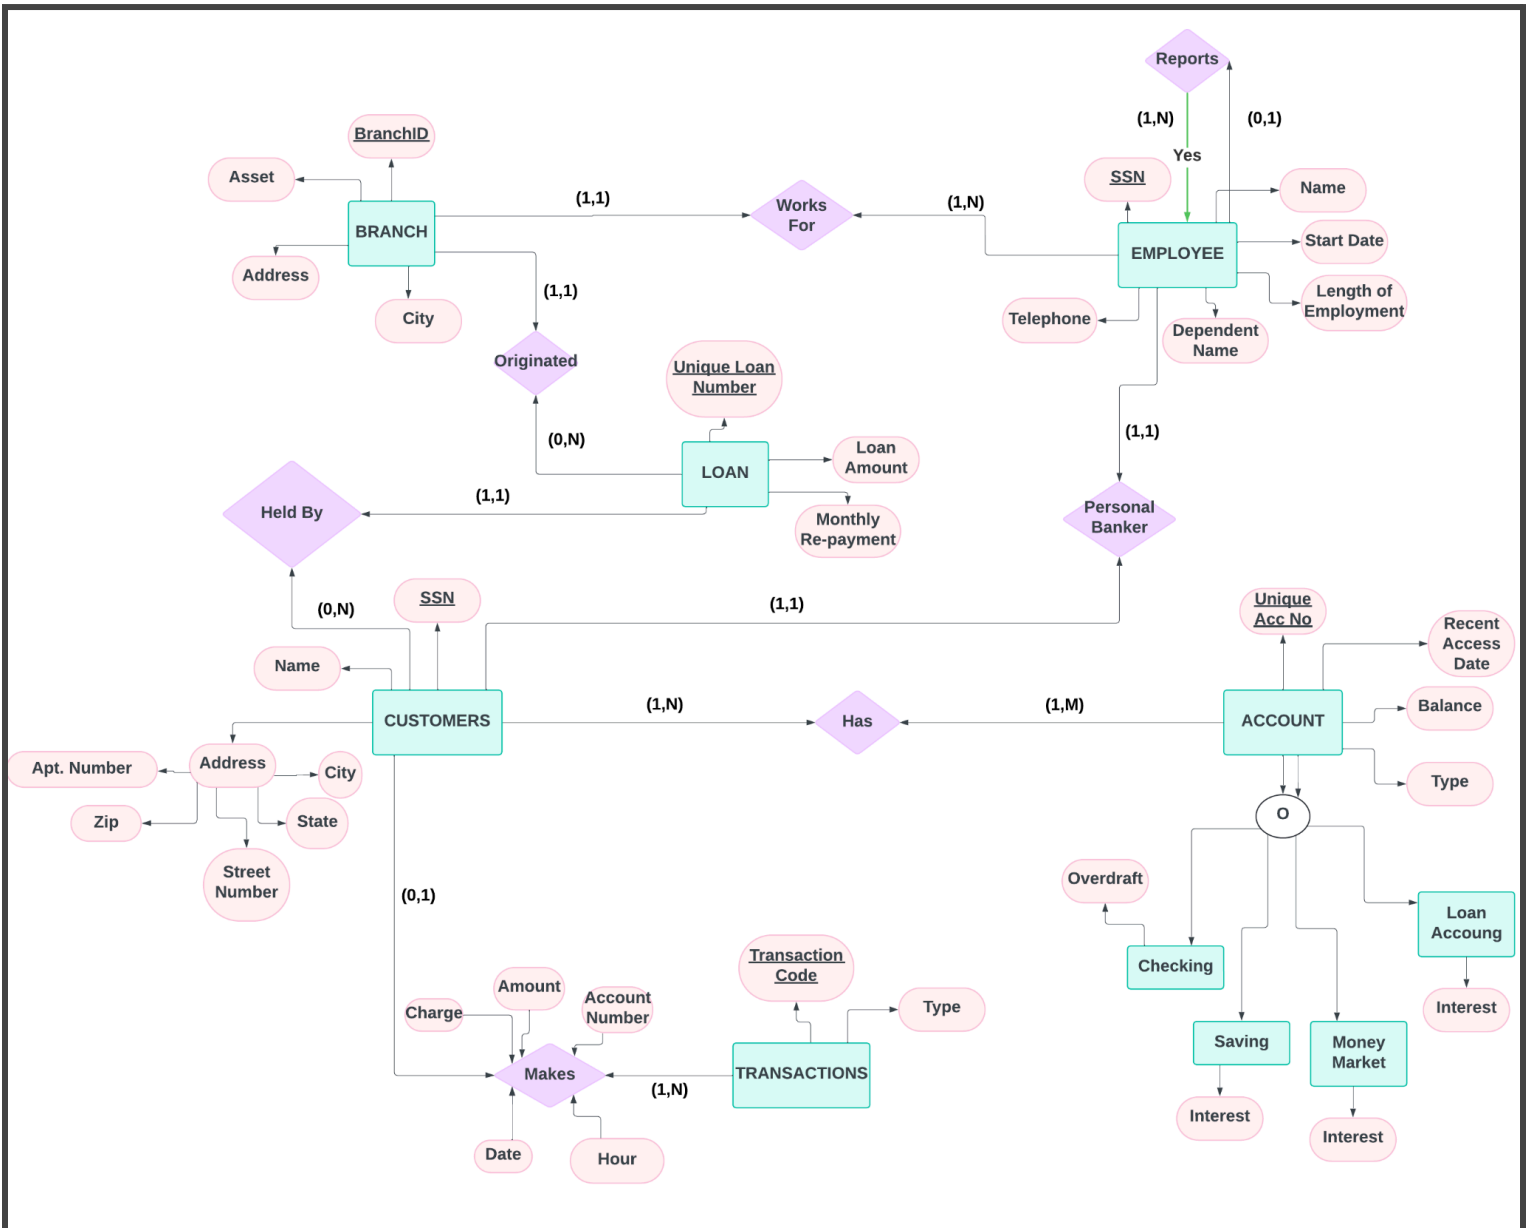 Reports
(1,N)
(0,1)
Yes
BranchID
Asset
SSN
Name
(1,1)
Works
For
(1,N)
BRANCH
EMPLOYEE
Start Date
Address
City
(1,1)
Telephone
Dependent
Name
Length of
Employment
Originated
Unique Loan
Number
(0,N)
(1,1)
LOAN
Loan
Amount
Monthly
Re-payment
Held By
(1,1)
Personal
Banker
(0,N)
SSN
(1,1)
Unique
Acc No
Recent
Access
Date
Name
CUSTOMERS
(1,N)
Has
(1,M)
ACCOUNT
Balance
Type
Address
Apt. Number
City
Zip
State
Street
Number
O
(0,1)
Overdraft
Checking
Loan
Accoung
Interest
Saving
Interest
Money
Market
Interest
Transaction
Code
Type
Amount
Charge
Account
Number
Makes
(1,N)
TRANSACTIONS
Date
Hour